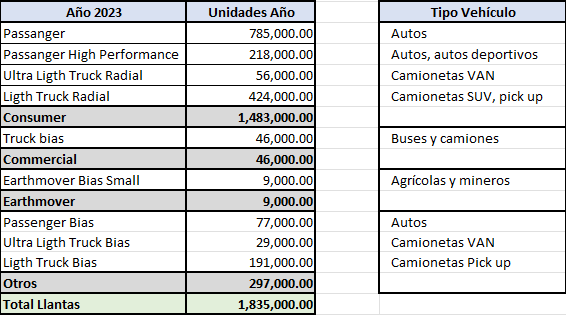 Año 2023 Unidades Año Tipo Vehículo
Passanger 785,000.00 Autos
Passanger High Performance 218,000.00 Autos, autos deportivos
Ultra Ligth Truck Radial 56,000.00 Camionetas VAN
Ligth Truck Radial 424,000.00 Camionetas SUV, pick up
Consumer 1,483,000.00
Truck bias 46,000.00 Buses y camiones
Commercial 46,000.00
Earthmover Bias Small 9,000.00 Agrícolas y mineros
Earthmover 9,000.00
Passenger Bias 77,000.00 Autos
Ultra Ligth Truck Bias 29,000.00 Camionetas VAN
Ligth Truck Bias 191,000.00 Camionetas Pick up
Otros 297,000.00
Total Llantas 1,835,000.00